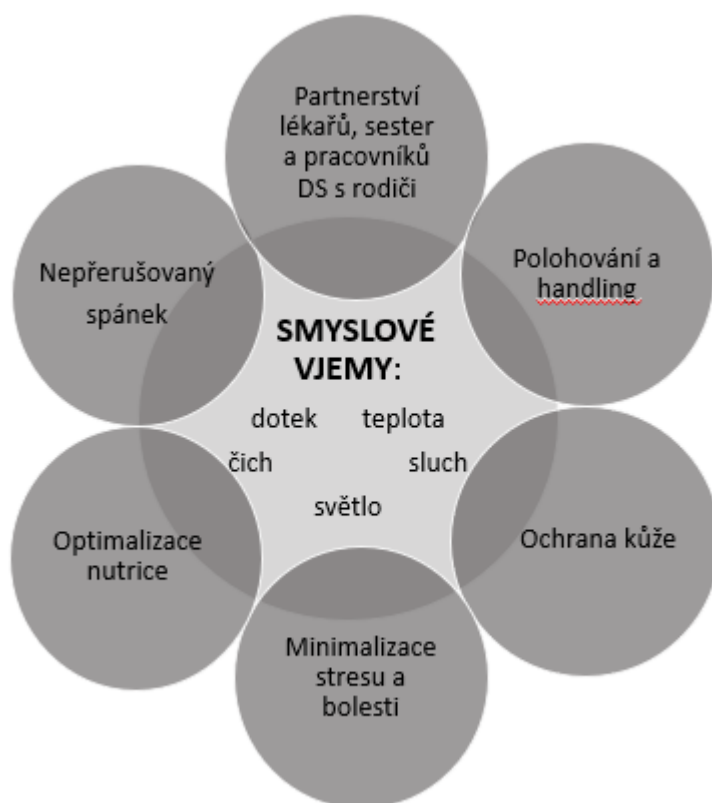 Partnerství
lékařů, sester
a pracovníků
DS s rodiči
Polohování a
handling
Ochrana kůže
Minimalizace
stresu a
bolesti
Optimalizace
nutrice
Nepřerušovaný
spánek
SMYSLOVÉ
VJEMY:
dotek teplota
čich sluch
světlo